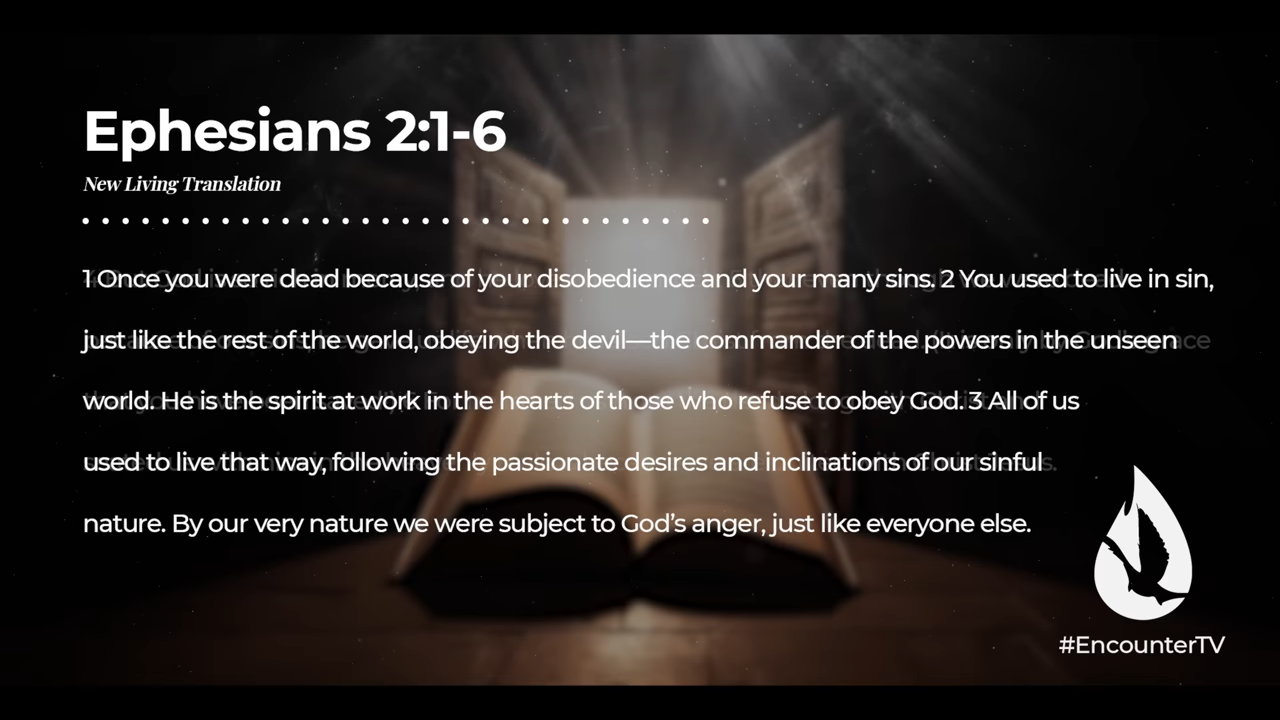 Ephesians 2:1-6
New Living Translation
1 Once you were dead because of your disobedience and your many sins. 2 You used to live in sin,
just like the rest of the world, obeying the devil—the commander of the powers in the unseen
world. He is the spirit at work in the hearts of those who refuse to obey God. 3 All of us
used to live that way, following the passionate desires and inclinations of our sinful
nature. By our very nature we were subject to God’s anger, just like everyone else.
#EncounterTV